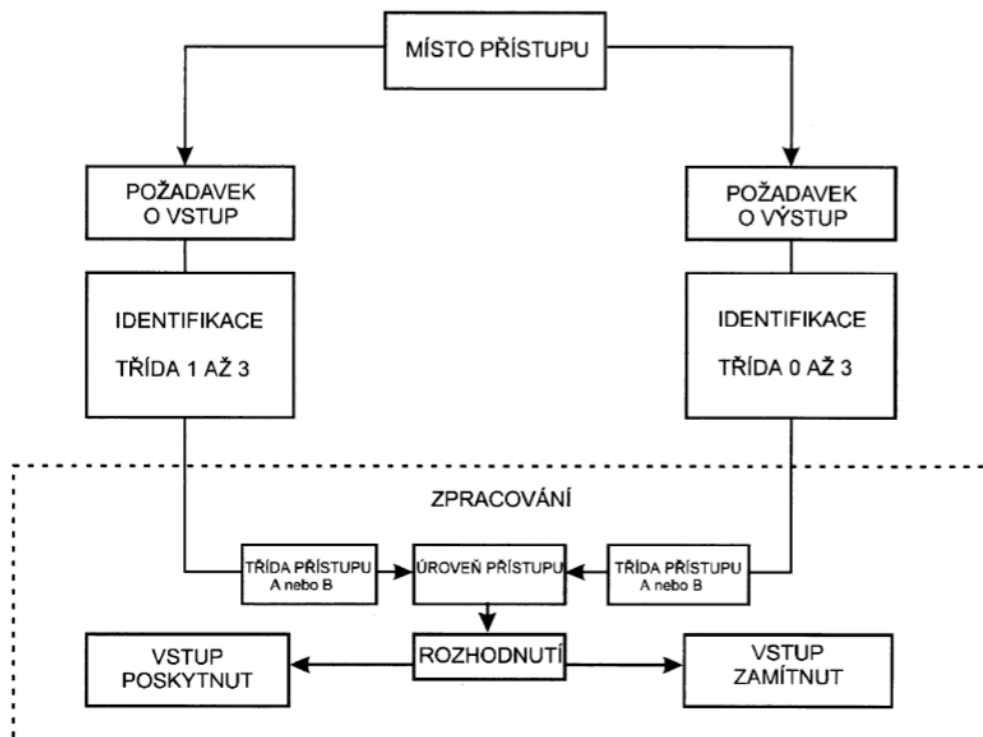 MÍSTO PŘÍSTUPU
POŽADAVEK
O VSTUP
POŽADAVEK
O VÝSTUP
IDENTIFIKACE
TŘÍDA 1 AŽ 3
IDENTIFIKACE
TŘÍDA 0 AŽ 3
ZPRACOVÁNÍ
TŘÍDA PŘÍSTUPU
A nebo B
ÚROVEŇ PŘÍSTUPU
TŘÍDA PŘÍSTUPU
A nebo B
VSTUP
POSKYTNUT
ROZHODNUTÍ
VSTUP
ZAMÍTNUT